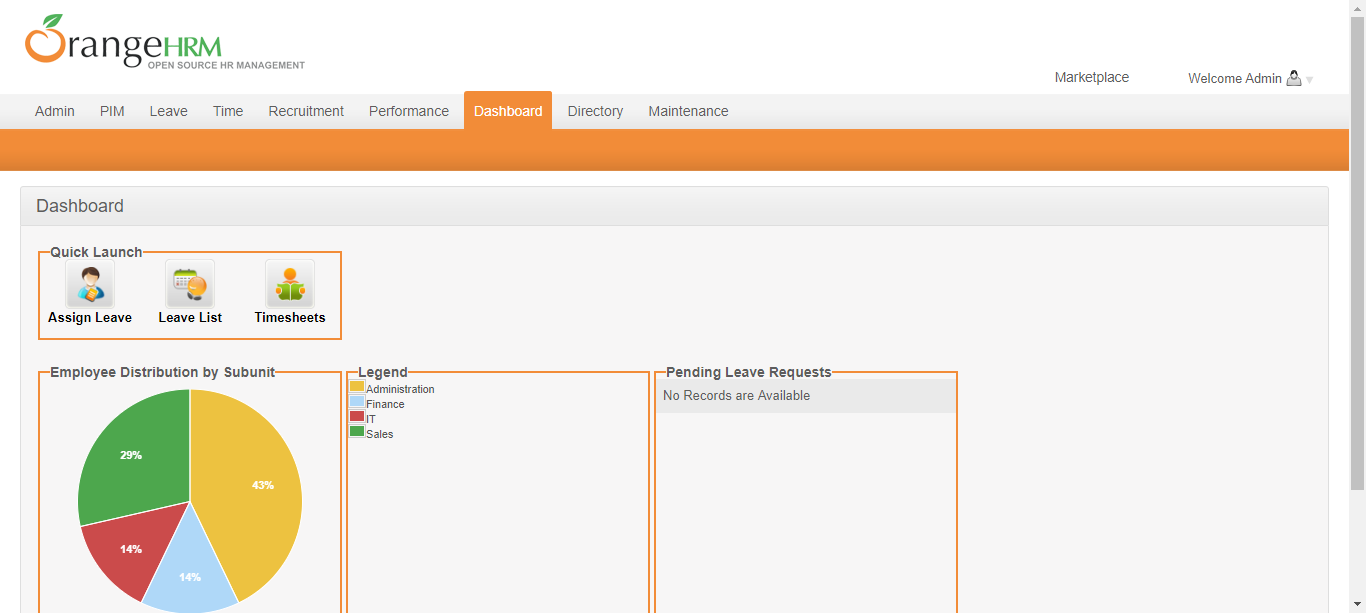 OrangeHRM
OPEN SOURCE HR MANAGEMENT
Marketplace
Welcome Admin
Admin PIM Leave Time Recruitment Performance Dashboard Directory Maintenance
Dashboard
Quick Launch
Assign Leave Leave List Timesheets
Employee Distribution by Subunit
29%
43%
14%
14%
Legend
Administration
Finance
IT
Sales
Pending Leave Requests
No Records are Available